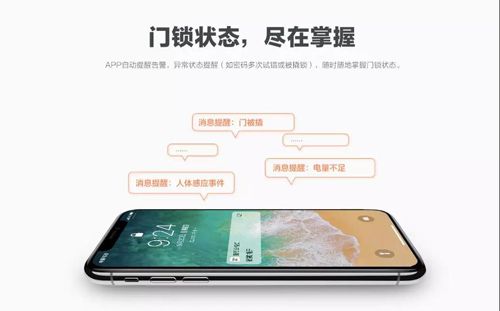 门锁状态，尽在掌握
APP自动提醒告警，异常状态提醒（如密码多次试错或被撬锁），随时随地掌握门锁状态。
消息提醒：门被撬
......
......
消息提醒：电量不足
消息提醒：人体感应事件
9:24